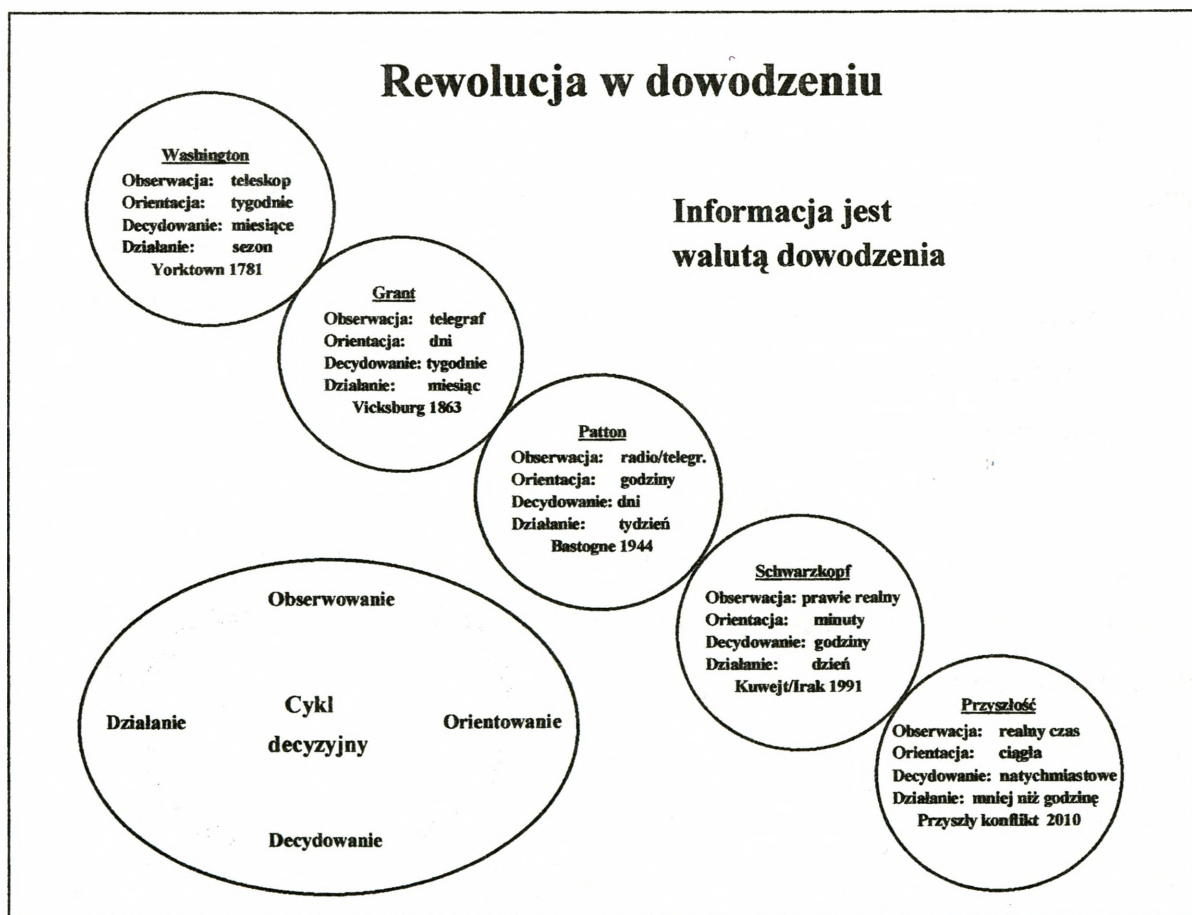 Rewolucja w dowodzeniu
Informacja jest
walutą dowodzenia
Washington
Obserwacja: teleskop
Orientacja: tygodnie
Decydowanie: miesiące
Działanie: sezon
Yorktown 1781
Grant
Obserwacja: telegraf
Orientacja: dni
Decydowanie: tygodnie
Działanie: miesiąc
Vicksburg 1863
Patton
Obserwacja: radio/telegr.
Orientacja: godziny
Decydowanie: dni
Działanie: tydzień
Bastogne 1944
Schwarzkopf
Obserwacja: prawie realny
Orientacja: minuty
Decydowanie: godziny
Działanie: dzień
Kuwejt/Irak 1991
Przyszłość
Obserwacja: realny czas
Orientacja: ciągła
Decydowanie: natychmiastowe
Działanie: mniej niż godzinę
Przyszły konflikt 2010
Obserwowanie
Działanie
Cykl
decyzyjny
Orientowanie
Decydowanie